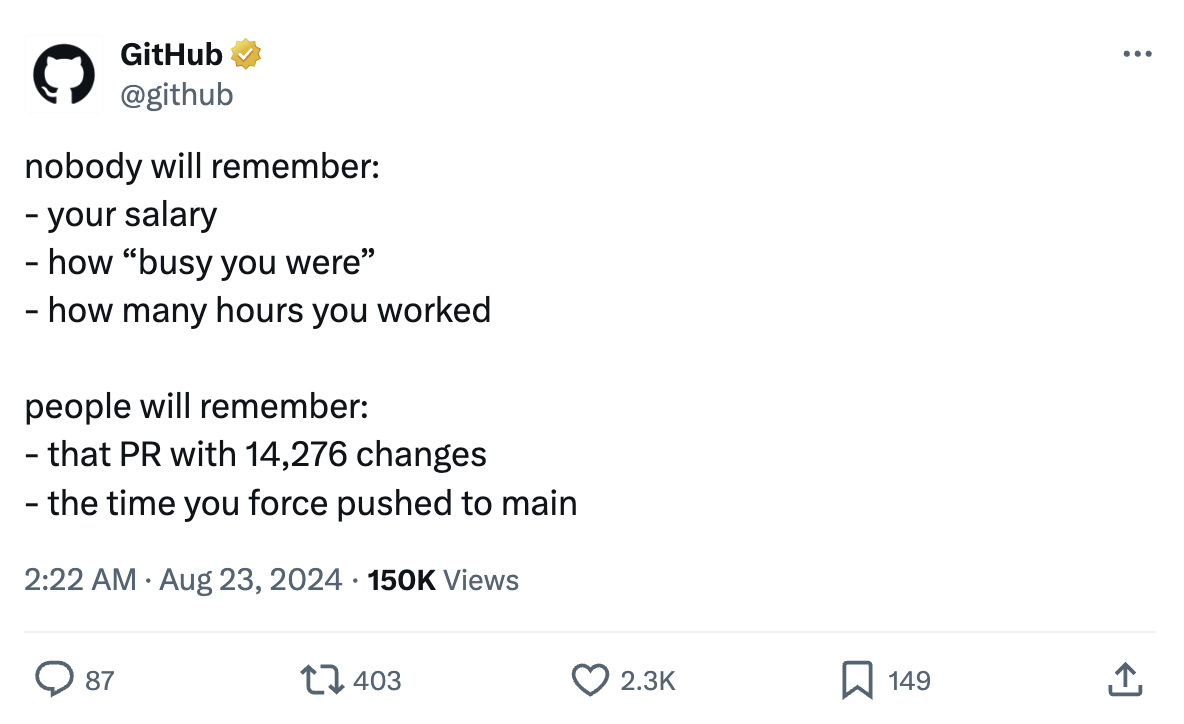 GitHub
@github
nobody will remember:
- your salary
- how “busy you were”
- how many hours you worked
people will remember:
- that PR with 14,276 changes
- the time you force pushed to main
2:22 AM · Aug 23, 2024 · 150K Views
87 403 2.3K 149